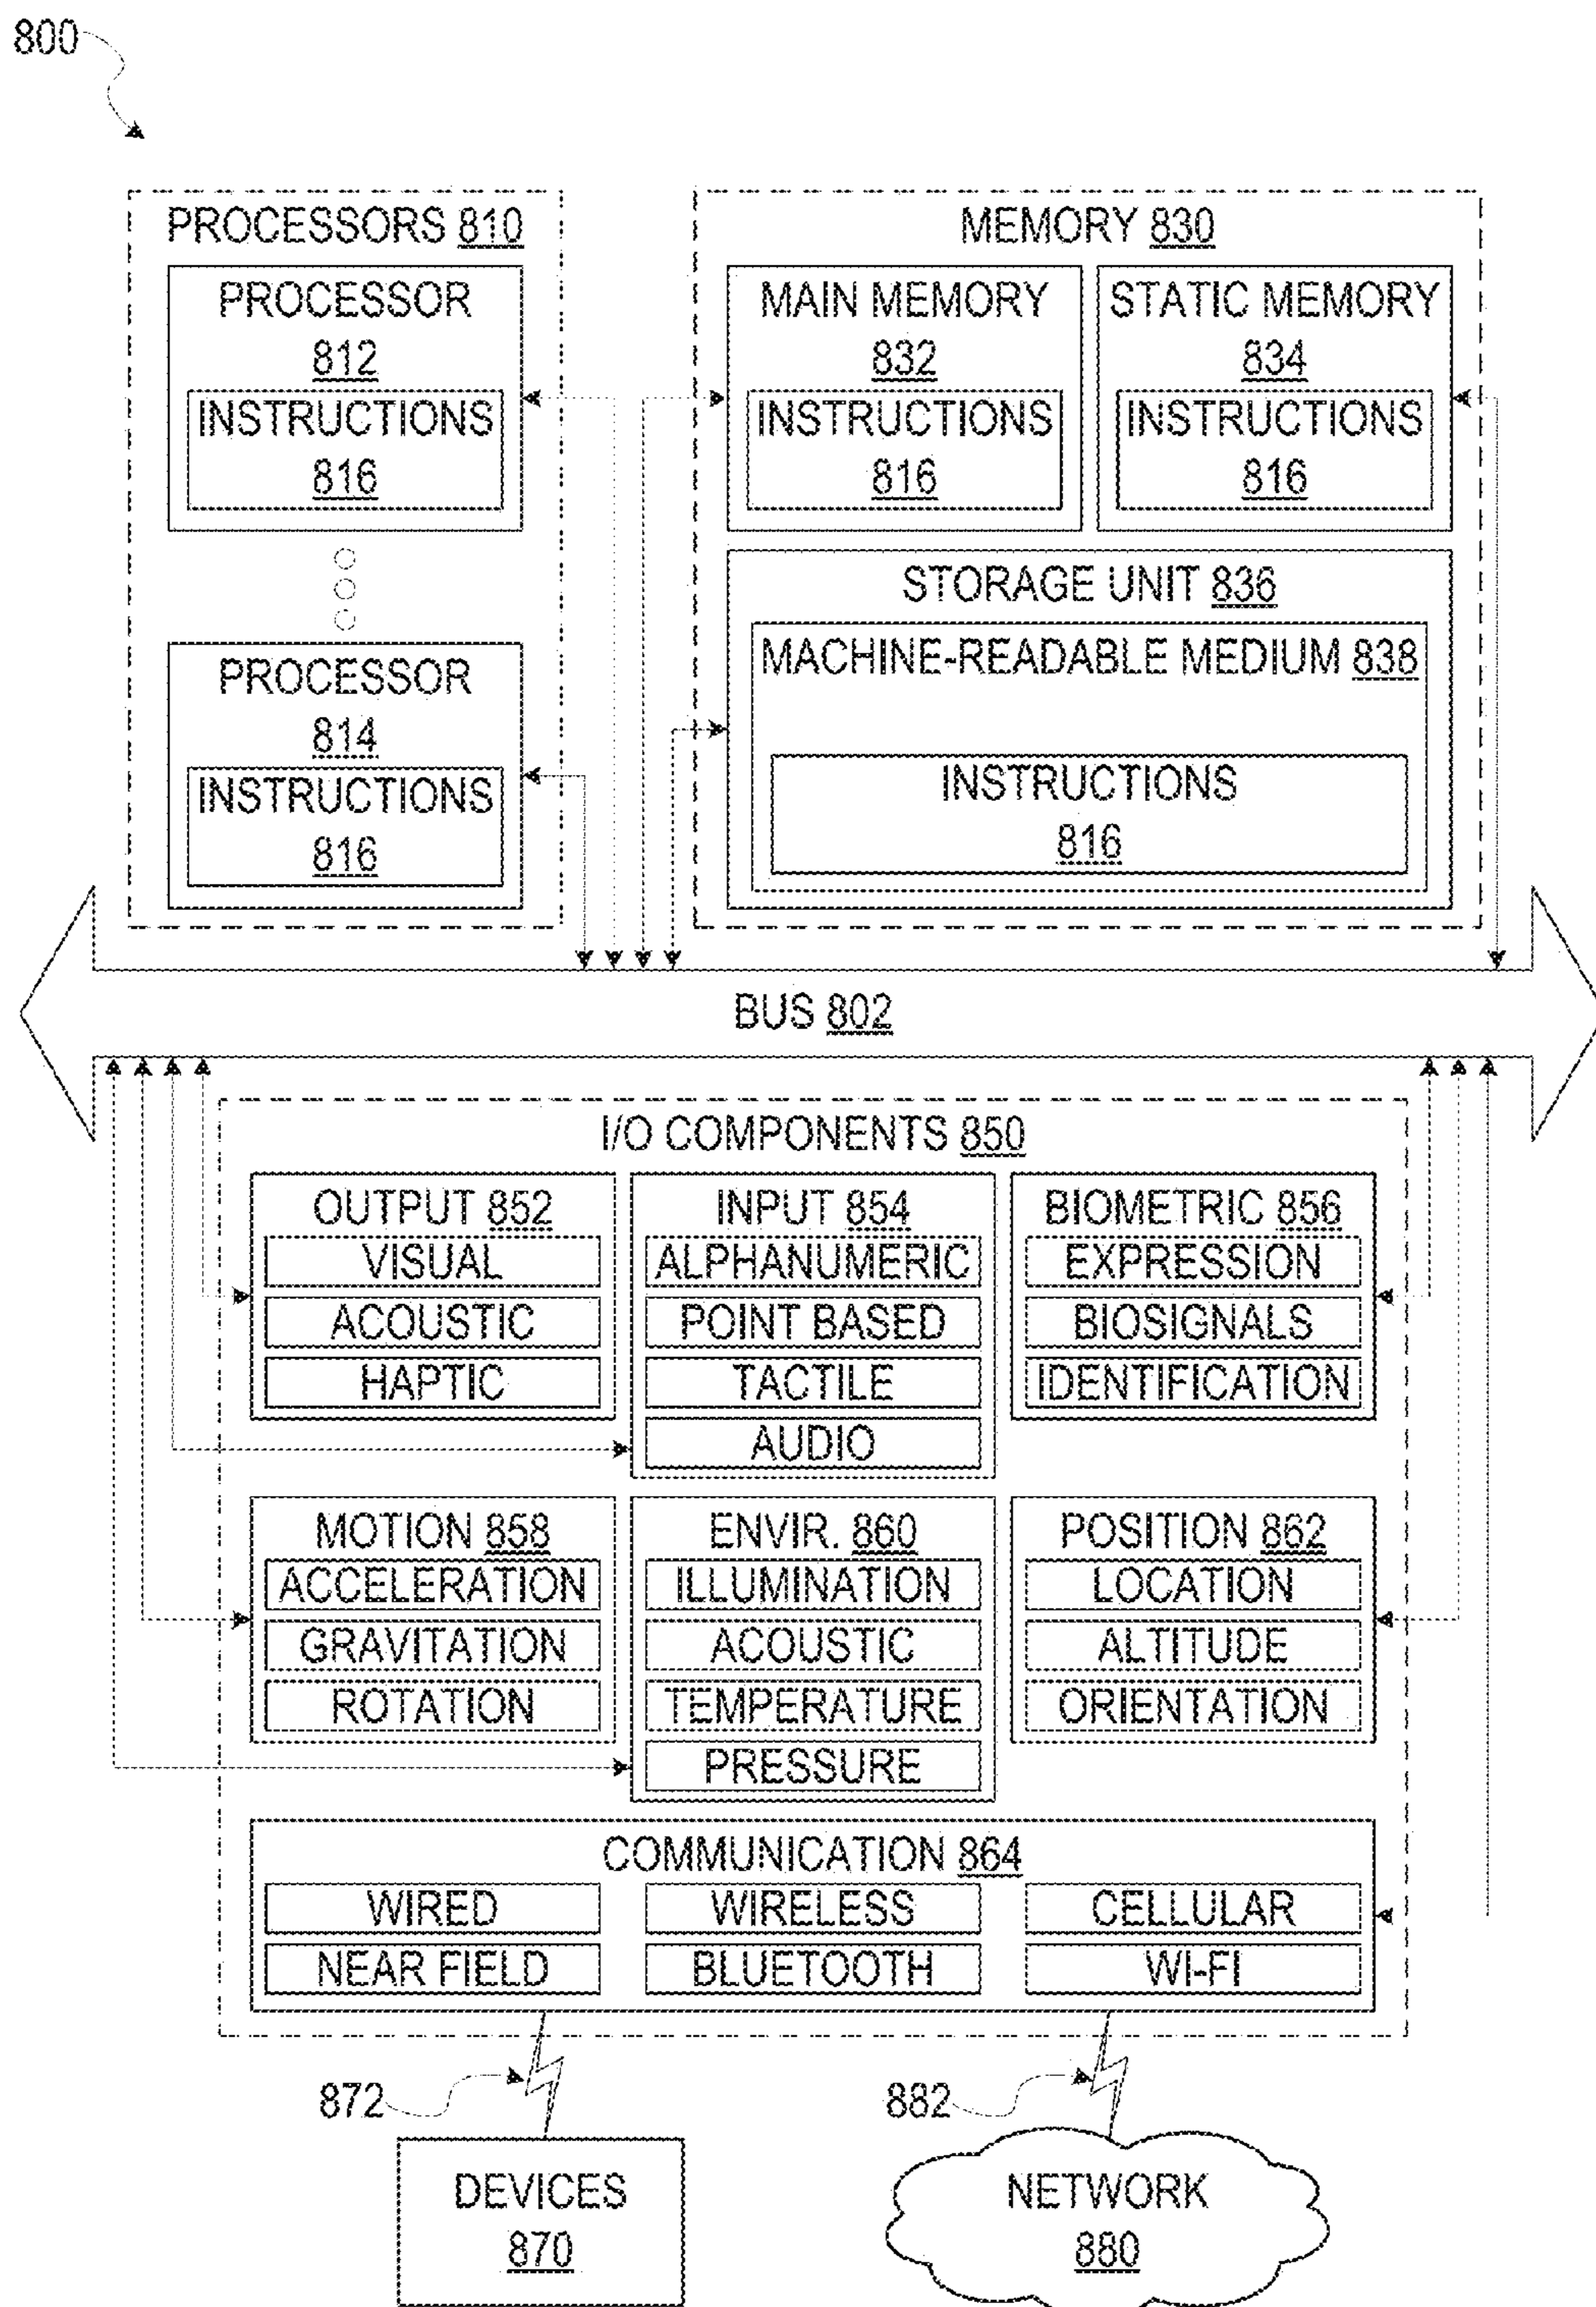 800
PROCESSORS 810
PROCESSOR
812
INSTRUCTIONS
816
PROCESSOR
814
INSTRUCTIONS
816
MEMORY 830
MAIN MEMORY
832
INSTRUCTIONS
816
STATIC MEMORY
834
INSTRUCTIONS
816
STORAGE UNIT 836
MACHINE-READABLE MEDIUM 838
INSTRUCTIONS
816
BUS 802
I/O COMPONENTS 850
OUTPUT 852
VISUAL
ACOUSTIC
HAPTIC
INPUT 854
ALPHANUMERIC
POINT BASED
TACTILE
AUDIO
BIOMETRIC 856
EXPRESSION
BIOSIGNALS
IDENTIFICATION
MOTION 858
ACCELERATION
GRAVITATION
ROTATION
ENVIR. 860
ILLUMINATION
ACOUSTIC
TEMPERATURE
PRESSURE
POSITION 862
LOCATION
ALTITUDE
ORIENTATION
COMMUNICATION 864
WIRED
WIRELESS
CELLULAR
NEAR FIELD
BLUETOOTH
WI-FI
872
882
DEVICES
870
NETWORK
880